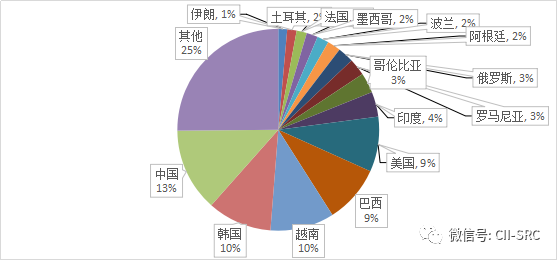 伊朗, 1%
土耳其, 2%
法国,
墨西哥, 2%
波兰, 2%
阿根廷, 2%
哥伦比亚
3%
俄罗斯, 3%
罗马尼亚, 3%
印度, 4%
美国, 9%
巴西
9%
越南
10%
韩国
10%
中国
13%
其他
25%
微信号: CII-SRC